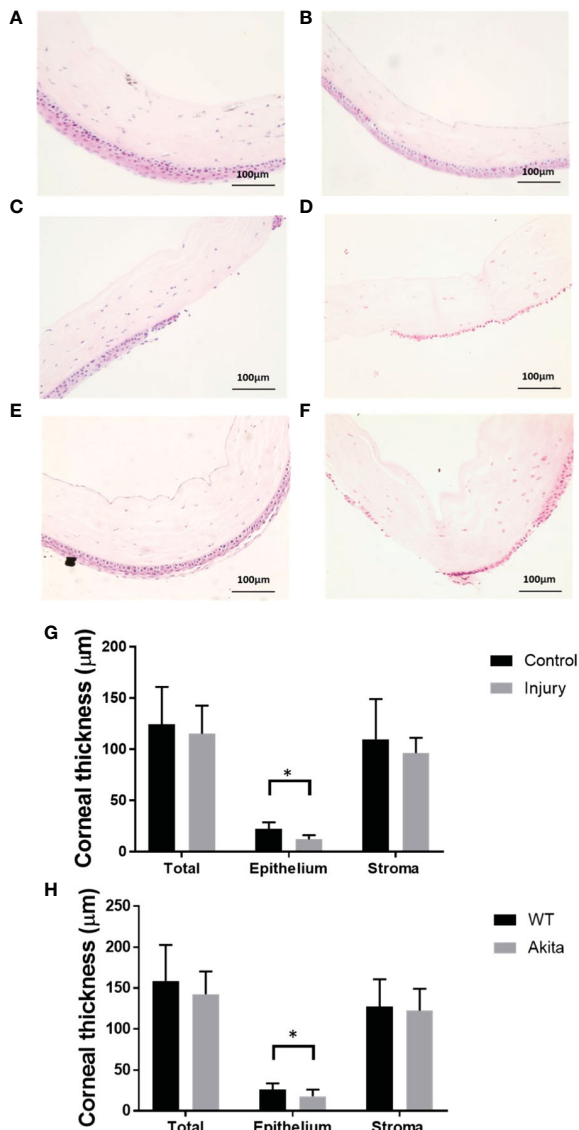 A
B
100μm
100μm
C
D
100μm
100μm
E
F
100μm
100μm
G
Corneal thickness (μm)
200
150
100
50
0
Total
Epithelium
Stroma
*
Control
Injury
H
Corneal thickness (μm)
250
200
150
100
50
0
Total
Epithelium
Stroma
*
WT
Akita